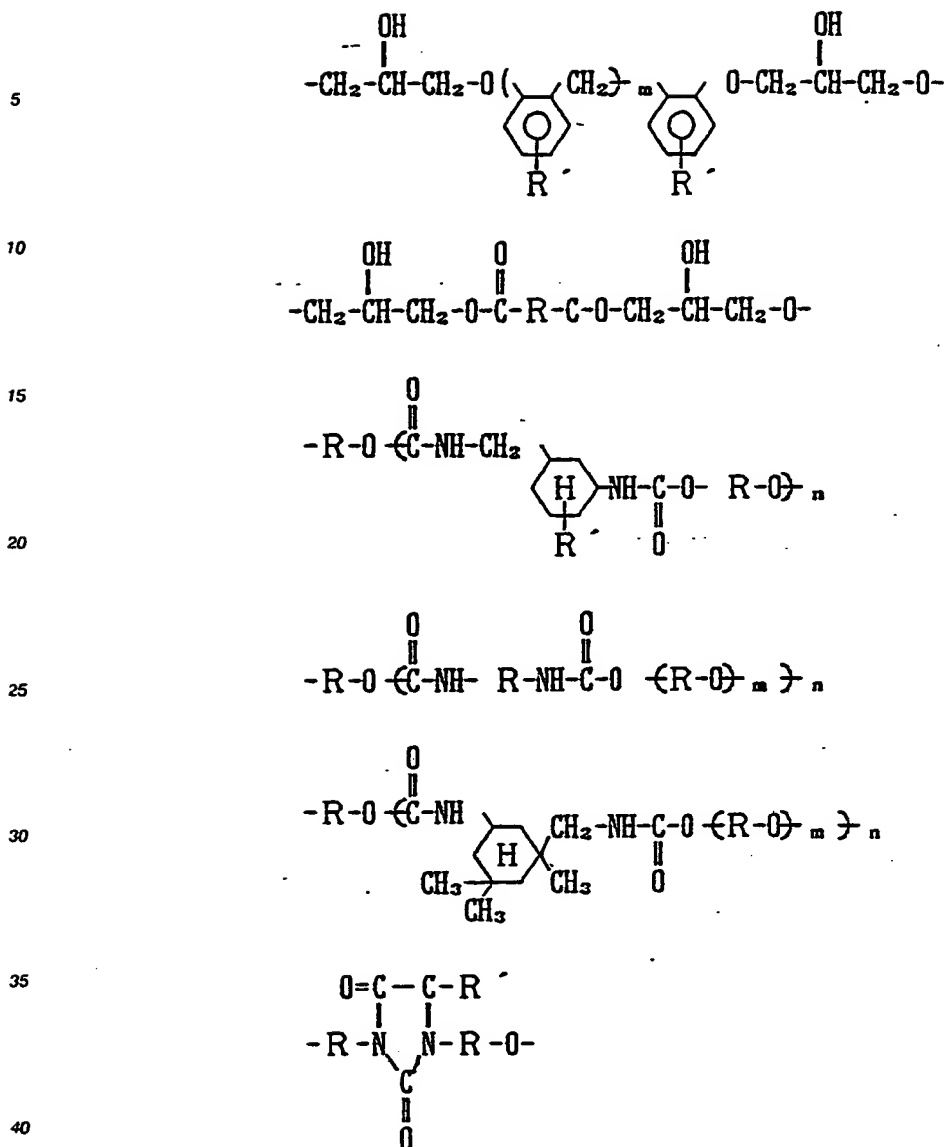 OH OH
5 -CH₂-CH-CH₂-O( CH₂)m O-CH₂-CH-CH₂-O-
R´ R´
10 OH O OH
-CH₂-CH-CH₂-O-C-R-C-O-CH₂-CH-CH₂-O-
15 O
-R-O-(C-NH-CH₂
H NH-C-O- R-O)n
20 R´ O
O O
25 -R-O-(C-NH- R-NH-C-O -(R-O)m)n
O
30 -R-O-(C-NH CH₂-NH-C-O-(R-O)m)n
H
CH₃ CH₃ O
CH₃
35 O=C-C-R´
-R-N N-R-O-
C
40 O